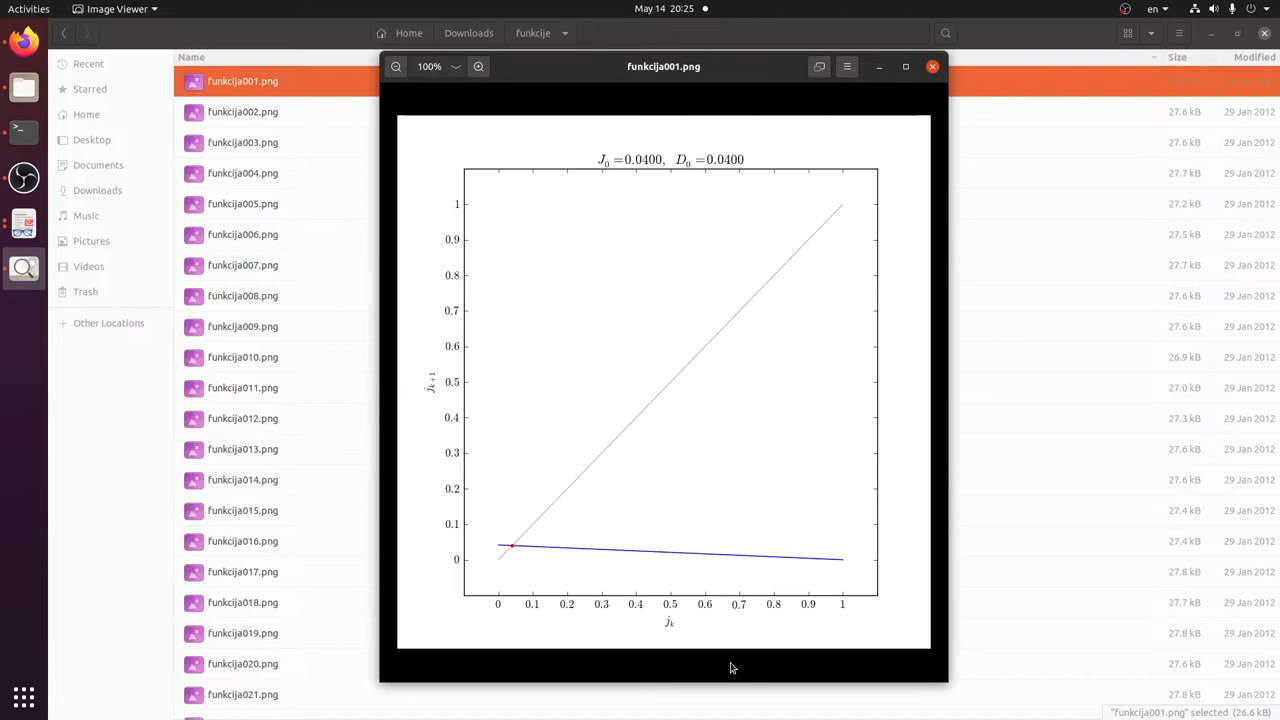 Activities Image Viewer May 14 20:25 en
Home Downloads funkcije
Recent
Starred
Home
Desktop
Documents
Downloads
Music
Pictures
Videos
Trash
Other Locations
Name Size Modified
funkcija001.png
funkcija002.png 27.6 kB 29 Jan 2012
funkcija003.png 27.6 kB 29 Jan 2012
funkcija004.png 27.7 kB 29 Jan 2012
funkcija005.png 27.2 kB 29 Jan 2012
funkcija006.png 27.5 kB 29 Jan 2012
funkcija007.png 27.7 kB 29 Jan 2012
funkcija008.png 27.6 kB 29 Jan 2012
funkcija009.png 27.6 kB 29 Jan 2012
funkcija010.png 26.9 kB 29 Jan 2012
funkcija011.png 27.0 kB 29 Jan 2012
funkcija012.png 27.3 kB 29 Jan 2012
funkcija013.png 27.6 kB 29 Jan 2012
funkcija014.png 27.6 kB 29 Jan 2012
funkcija015.png 27.4 kB 29 Jan 2012
funkcija016.png 27.4 kB 29 Jan 2012
funkcija017.png 27.8 kB 29 Jan 2012
funkcija018.png 27.7 kB 29 Jan 2012
funkcija019.png 27.8 kB 29 Jan 2012
funkcija020.png 27.6 kB 29 Jan 2012
funkcija021.png 27.8 kB 29 Jan 2012
"funkcija001.png" selected (26.6 kB)
100% funkcija001.png
J₀ =0.0400, D₀ =0.0400
1
0.9
0.8
0.7
0.6
0.5
0.4
0.3
0.2
0.1
0
jₖ₊₁
0 0.1 0.2 0.3 0.4 0.5 0.6 0.7 0.8 0.9 1
jₖ